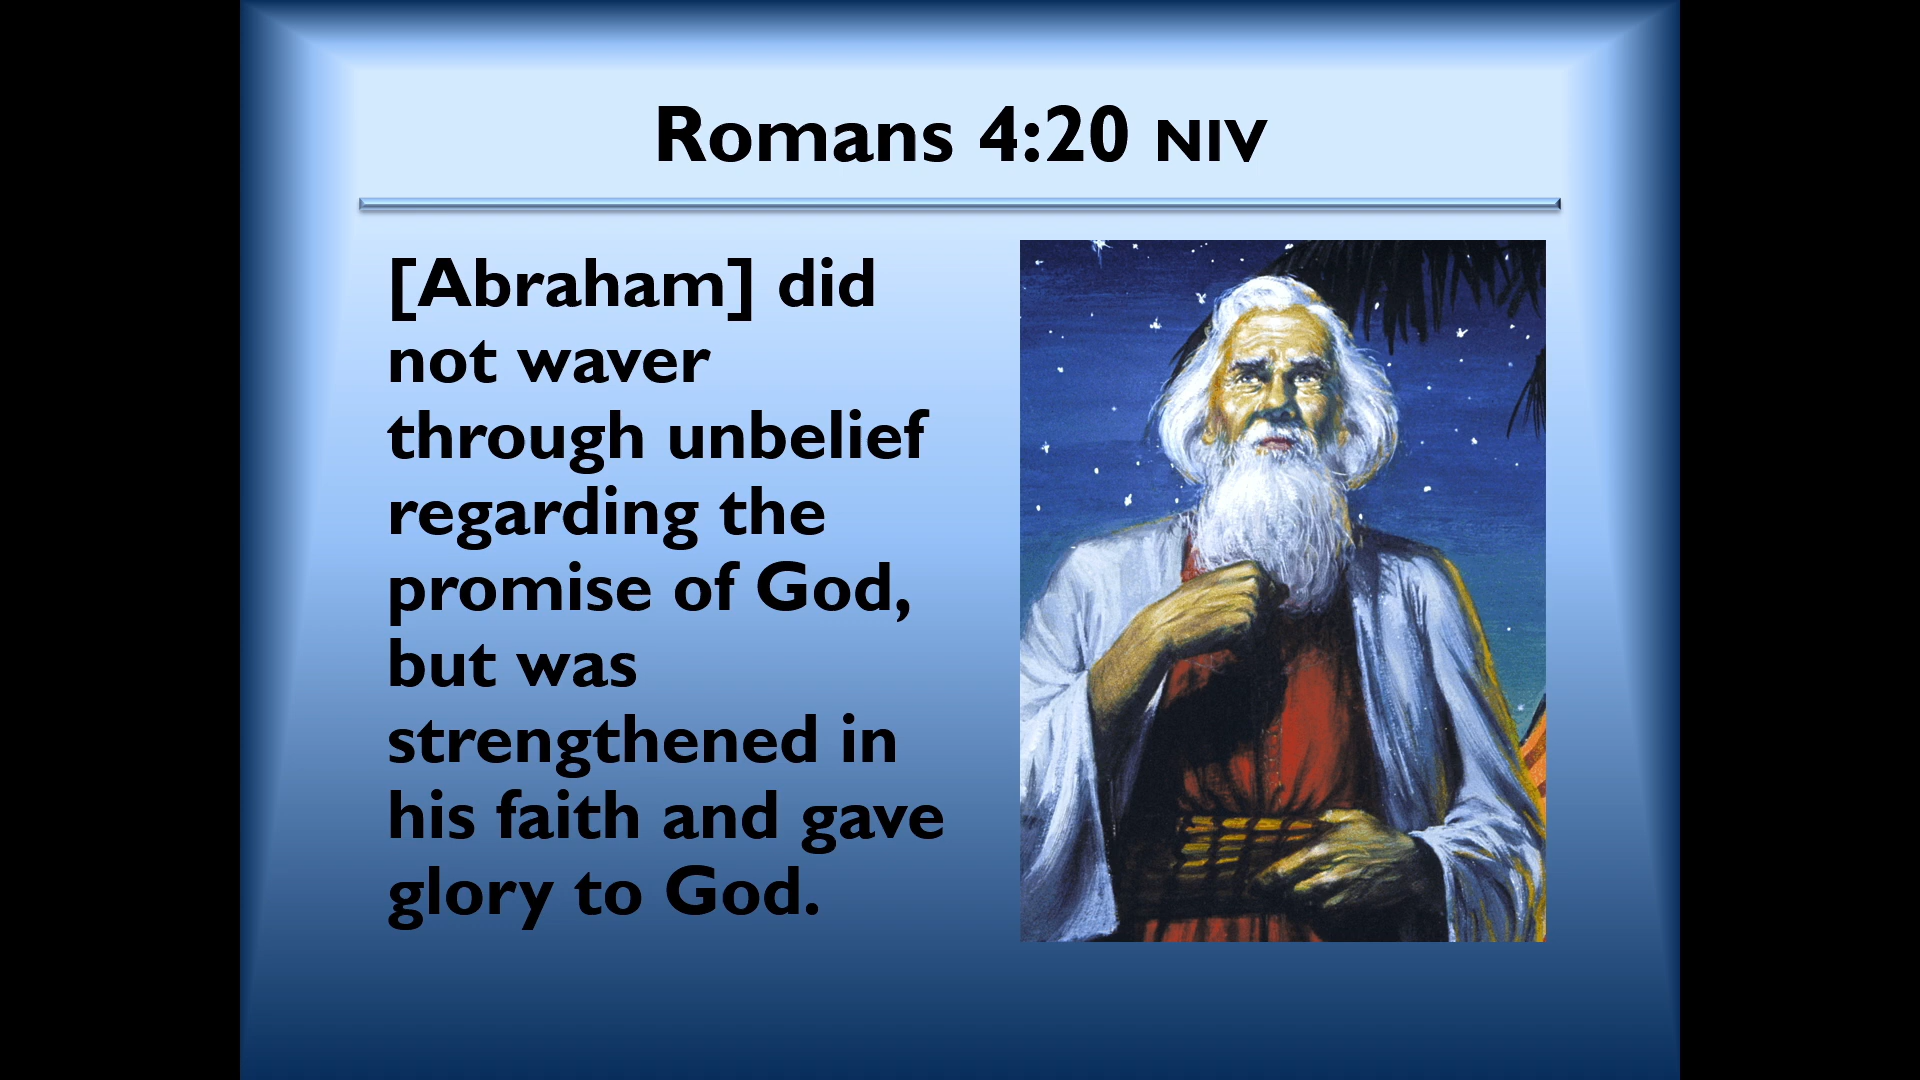 Romans 4:20 NIV
[Abraham] did
not waver
through unbelief
regarding the
promise of God,
but was
strengthened in
his faith and gave
glory to God.